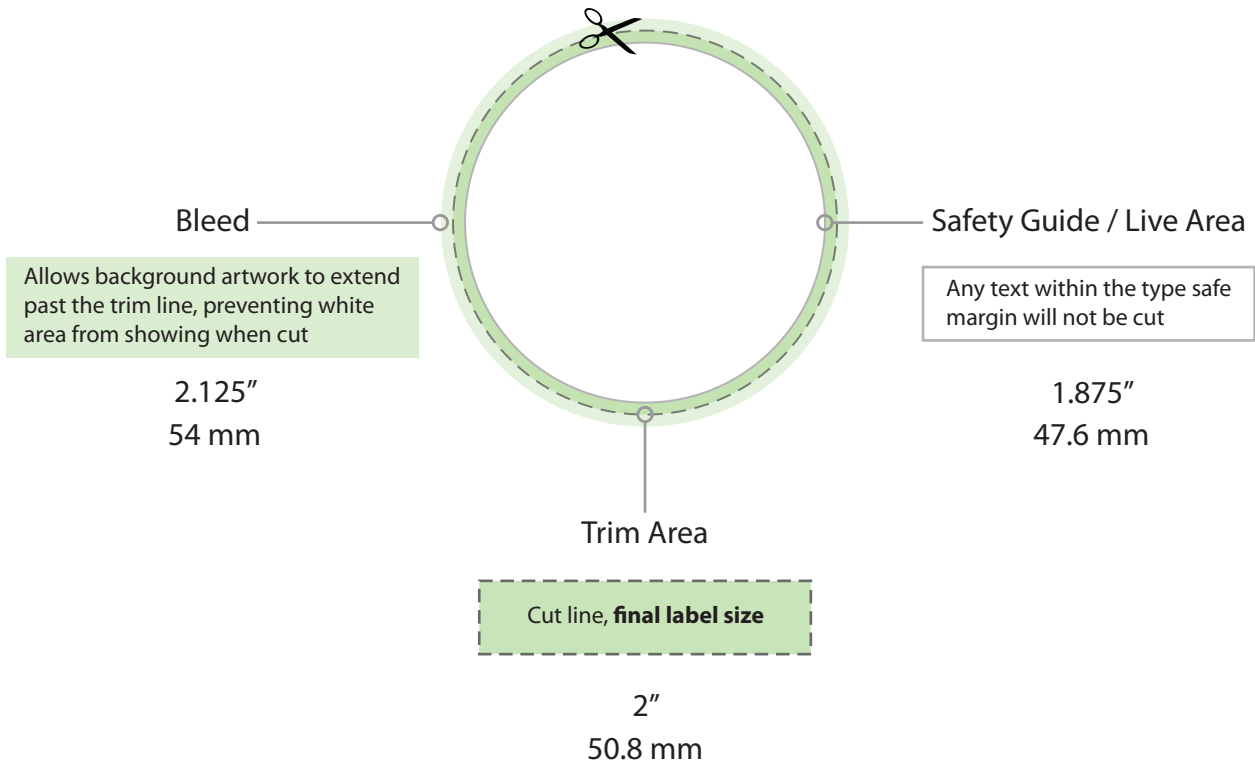 Bleed
Allows background artwork to extend
past the trim line, preventing white
area from showing when cut
2.125”
54 mm
Safety Guide / Live Area
Any text within the type safe
margin will not be cut
1.875”
47.6 mm
Trim Area
Cut line, final label size
2”
50.8 mm